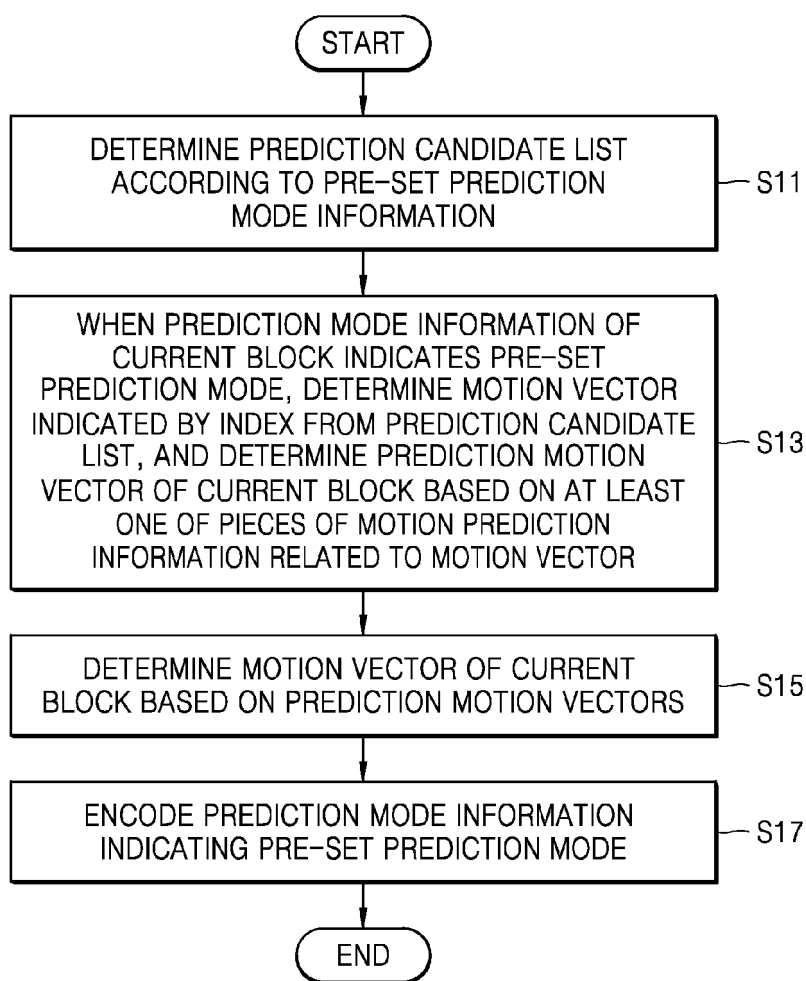 START
DETERMINE PREDICTION CANDIDATE LIST
ACCORDING TO PRE-SET PREDICTION
MODE INFORMATION
S11
WHEN PREDICTION MODE INFORMATION OF
CURRENT BLOCK INDICATES PRE-SET
PREDICTION MODE, DETERMINE MOTION VECTOR
INDICATED BY INDEX FROM PREDICTION CANDIDATE
LIST, AND DETERMINE PREDICTION MOTION
VECTOR OF CURRENT BLOCK BASED ON AT LEAST
ONE OF PIECES OF MOTION PREDICTION
INFORMATION RELATED TO MOTION VECTOR
S13
DETERMINE MOTION VECTOR OF CURRENT
BLOCK BASED ON PREDICTION MOTION VECTORS
S15
ENCODE PREDICTION MODE INFORMATION
INDICATING PRE-SET PREDICTION MODE
S17
END